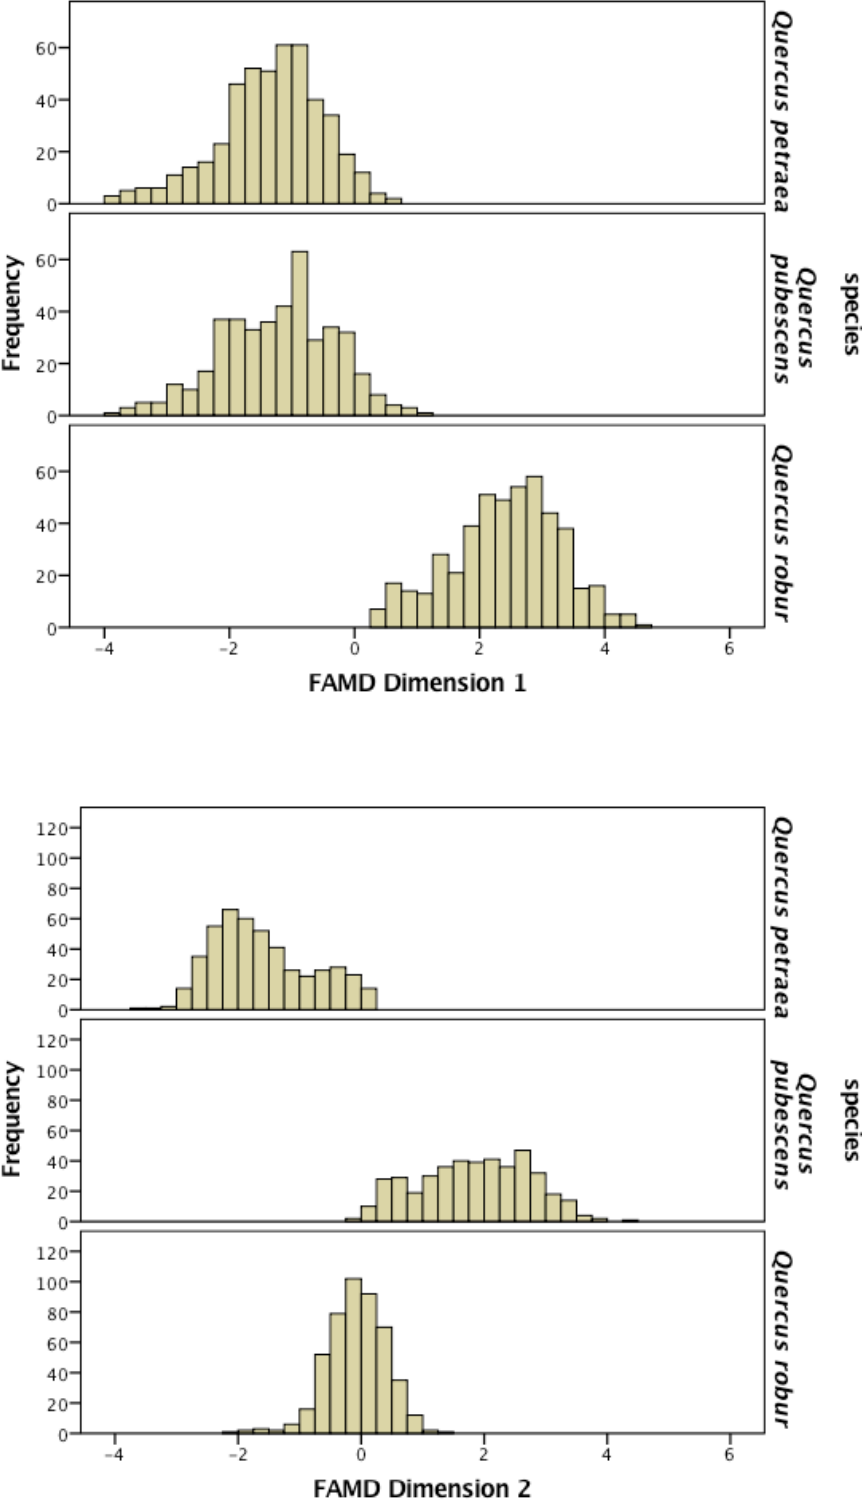 60
40
20
0
Quercus petraea
60
40
20
0
Quercus
pubescens
60
40
20
0
Quercus robur
Frequency
species
−4 −2 0 2 4 6
FAMD Dimension 1
120
100
80
60
40
20
0
Quercus petraea
120
100
80
60
40
20
0
Quercus
pubescens
120
100
80
60
40
20
0
Quercus robur
Frequency
species
−4 −2 0 2 4 6
FAMD Dimension 2